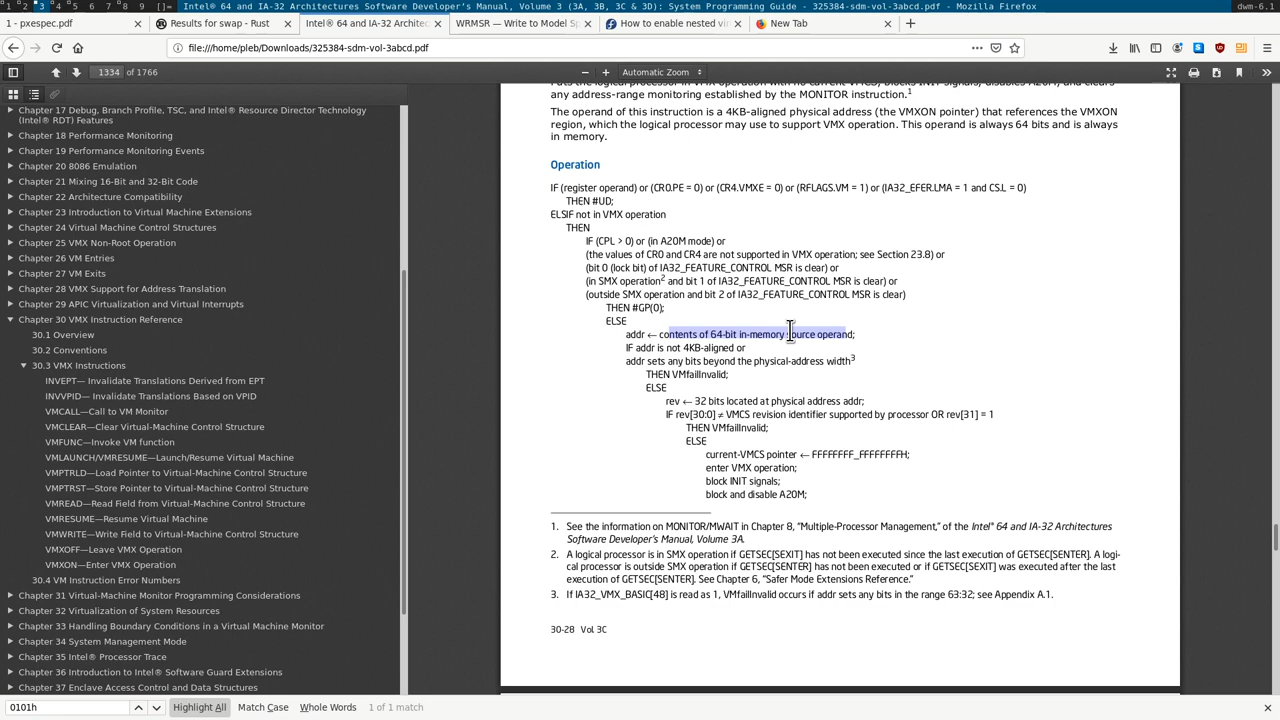 1 2 3 4 5 6 7 8 9 []= Intel® 64 and IA-32 Architectures Software Developer's Manual, Volume 3 (3A, 3B, 3C & 3D): System Programming Guide - 325384-sdm-vol-3abcd.pdf - Mozilla Firefox dwm-6.1
1 - pxespec.pdf
Results for swap - Rust
Intel® 64 and IA-32 Architec
WRMSR — Write to Model Sp
How to enable nested vi
New Tab
file:///home/pleb/Downloads/325384-sdm-vol-3abcd.pdf
1334 of 1766
Automatic Zoom
Chapter 17 Debug, Branch Profile, TSC, and Intel® Resource Director Technology
(Intel® RDT) Features
Chapter 18 Performance Monitoring
Chapter 19 Performance Monitoring Events
Chapter 20 8086 Emulation
Chapter 21 Mixing 16-Bit and 32-Bit Code
Chapter 22 Architecture Compatibility
Chapter 23 Introduction to Virtual Machine Extensions
Chapter 24 Virtual Machine Control Structures
Chapter 25 VMX Non-Root Operation
Chapter 26 VM Entries
Chapter 27 VM Exits
Chapter 28 VMX Support for Address Translation
Chapter 29 APIC Virtualization and Virtual Interrupts
Chapter 30 VMX Instruction Reference
30.1 Overview
30.2 Conventions
30.3 VMX Instructions
INVEPT— Invalidate Translations Derived from EPT
INVVPID— Invalidate Translations Based on VPID
VMCALL—Call to VM Monitor
VMCLEAR—Clear Virtual-Machine Control Structure
VMFUNC—Invoke VM function
VMLAUNCH/VMRESUME—Launch/Resume Virtual Machine
VMPTRLD—Load Pointer to Virtual-Machine Control Structure
VMPTRST—Store Pointer to Virtual-Machine Control Structure
VMREAD—Read Field from Virtual-Machine Control Structure
VMRESUME—Resume Virtual Machine
VMWRITE—Write Field to Virtual-Machine Control Structure
VMXOFF—Leave VMX Operation
VMXON—Enter VMX Operation
30.4 VM Instruction Error Numbers
Chapter 31 Virtual-Machine Monitor Programming Considerations
Chapter 32 Virtualization of System Resources
Chapter 33 Handling Boundary Conditions in a Virtual Machine Monitor
Chapter 34 System Management Mode
Chapter 35 Intel® Processor Trace
Chapter 36 Introduction to Intel® Software Guard Extensions
Chapter 37 Enclave Access Control and Data Structures
any address-range monitoring established by the MONITOR instruction.1
The operand of this instruction is a 4KB-aligned physical address (the VMXON pointer) that references the VMXON
region, which the logical processor may use to support VMX operation. This operand is always 64 bits and is always
in memory.
Operation
IF (register operand) or (CR0.PE = 0) or (CR4.VMXE = 0) or (RFLAGS.VM = 1) or (IA32_EFER.LMA = 1 and CS.L = 0)
THEN #UD;
ELSIF not in VMX operation
THEN
IF (CPL > 0) or (in A20M mode) or
(the values of CR0 and CR4 are not supported in VMX operation; see Section 23.8) or
(bit 0 (lock bit) of IA32_FEATURE_CONTROL MSR is clear) or
(in SMX operation2 and bit 1 of IA32_FEATURE_CONTROL MSR is clear) or
(outside SMX operation and bit 2 of IA32_FEATURE_CONTROL MSR is clear)
THEN #GP(0);
ELSE
addr ← contents of 64-bit in-memory source operand;
IF addr is not 4KB-aligned or
addr sets any bits beyond the physical-address width3
THEN VMfailInvalid;
ELSE
rev ← 32 bits located at physical address addr;
IF rev[30:0] ≠ VMCS revision identifier supported by processor OR rev[31] = 1
THEN VMfailInvalid;
ELSE
current-VMCS pointer ← FFFFFFFF_FFFFFFFFH;
enter VMX operation;
block INIT signals;
block and disable A20M;
1. See the information on MONITOR/MWAIT in Chapter 8, “Multiple-Processor Management,” of the Intel® 64 and IA-32 Architectures
Software Developer’s Manual, Volume 3A.
2. A logical processor is in SMX operation if GETSEC[SEXIT] has not been executed since the last execution of GETSEC[SENTER]. A logi-
cal processor is outside SMX operation if GETSEC[SENTER] has not been executed or if GETSEC[SEXIT] was executed after the last
execution of GETSEC[SENTER]. See Chapter 6, “Safer Mode Extensions Reference.”
3. If IA32_VMX_BASIC[48] is read as 1, VMfailInvalid occurs if addr sets any bits in the range 63:32; see Appendix A.1.
30-28 Vol. 3C
0101h
Highlight All
Match Case
Whole Words
1 of 1 match